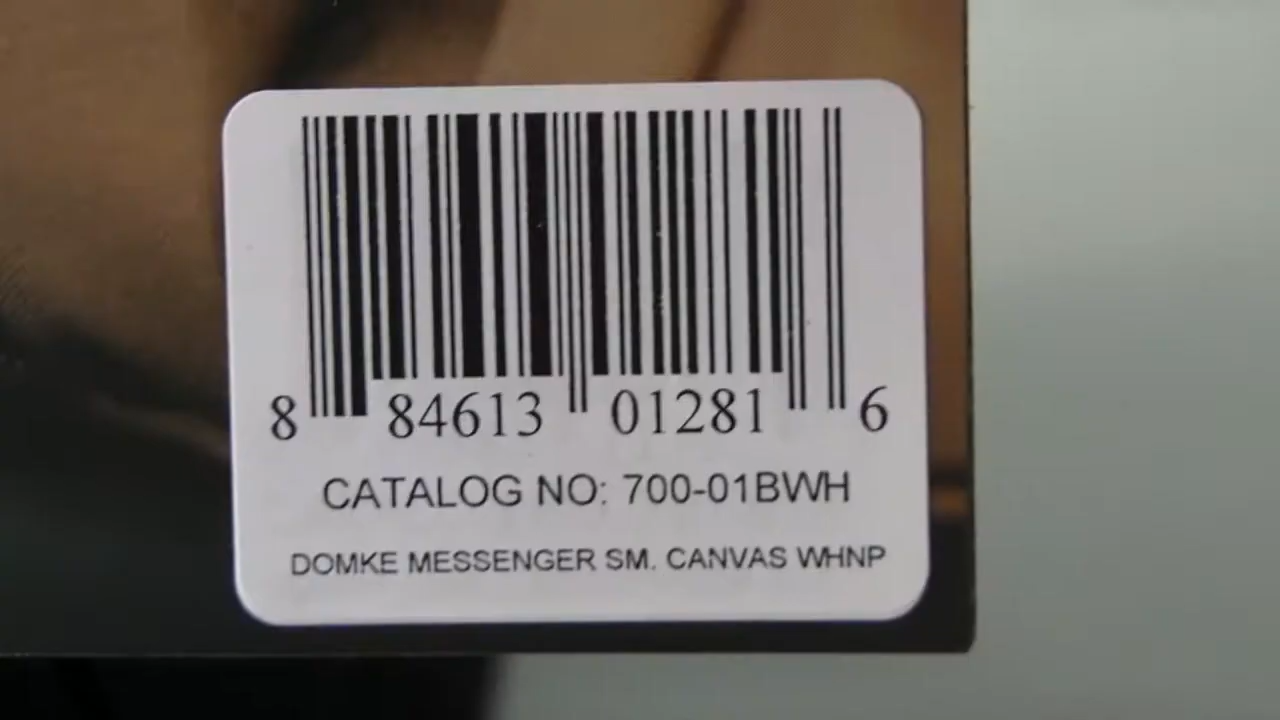 8 84613 01281 6
CATALOG NO: 700-01BWH
DOMKE MESSENGER SM. CANVAS WHNP